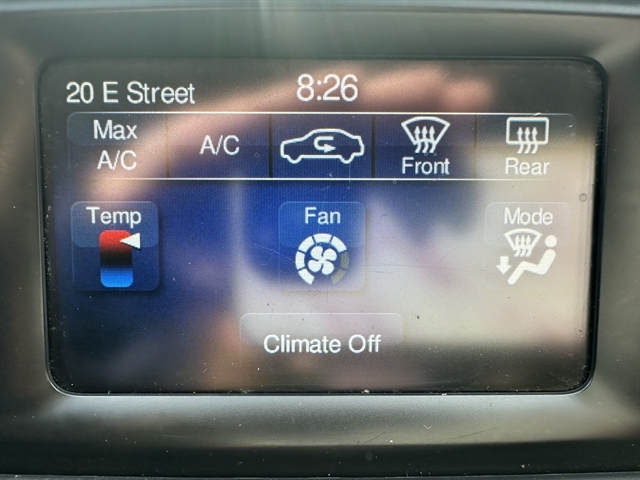 20 E Street 8:26
Max
A/C
A/C
Front
Rear
Temp
Fan
Mode
Climate Off